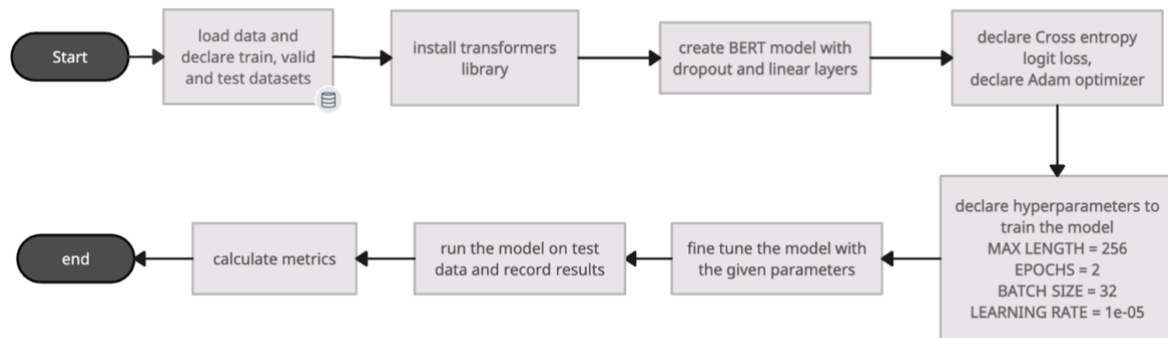 Start
load data and
declare train, valid
and test datasets
install transformers
library
create BERT model with
dropout and linear layers
declare Cross entropy
logit loss,
declare Adam optimizer
declare hyperparameters to
train the model
MAX LENGTH = 256
EPOCHS = 2
BATCH SIZE = 32
LEARNING RATE = 1e-05
fine tune the model with
the given parameters
run the model on test
data and record results
calculate metrics
end